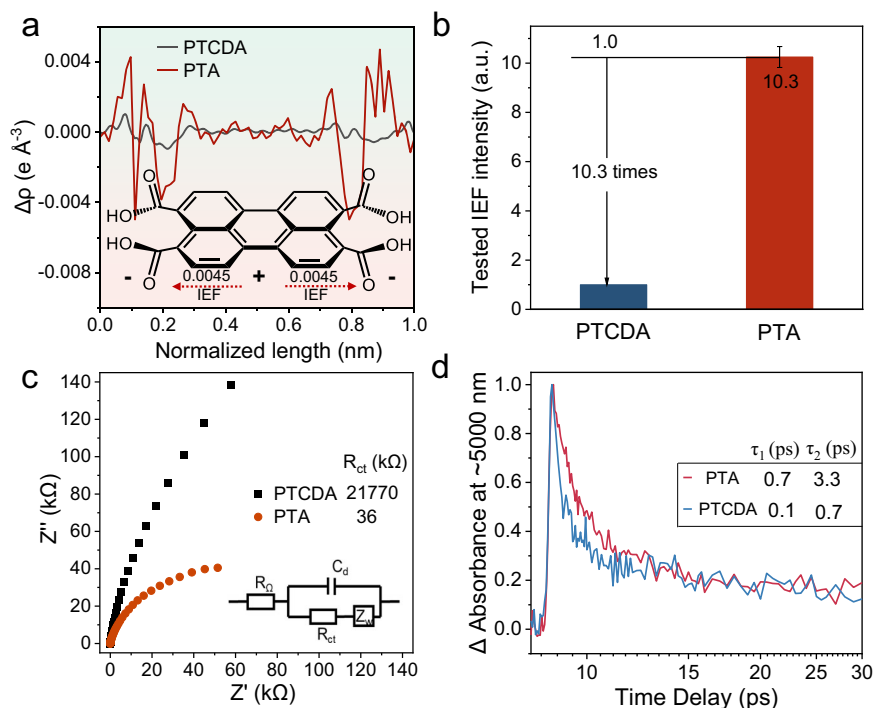 a
PTCDA
PTA
Δρ (e Å⁻³)
0.004
0.000
-0.004
-0.008
O
HO
HO
O
O
OH
OH
O
-
0.0045
IEF
+
0.0045
IEF
-
0.0 0.2 0.4 0.6 0.8 1.0
Normalized length (nm)
b
Tested IEF intensity (a.u.)
10
8
6
4
2
0
1.0
10.3
10.3 times
PTCDA PTA
c
Z'' (kΩ)
140
120
100
80
60
40
20
0
Rct (kΩ)
PTCDA 21770
PTA 36
RΩ
Cd
Rct
Zw
0 20 40 60 80 100 120 140
Z' (kΩ)
d
Δ Absorbance at ~5000 nm
1.0
0.8
0.6
0.4
0.2
0.0
τ1 (ps) τ2 (ps)
PTA 0.7 3.3
PTCDA 0.1 0.7
10 15 20 25 30
Time Delay (ps)